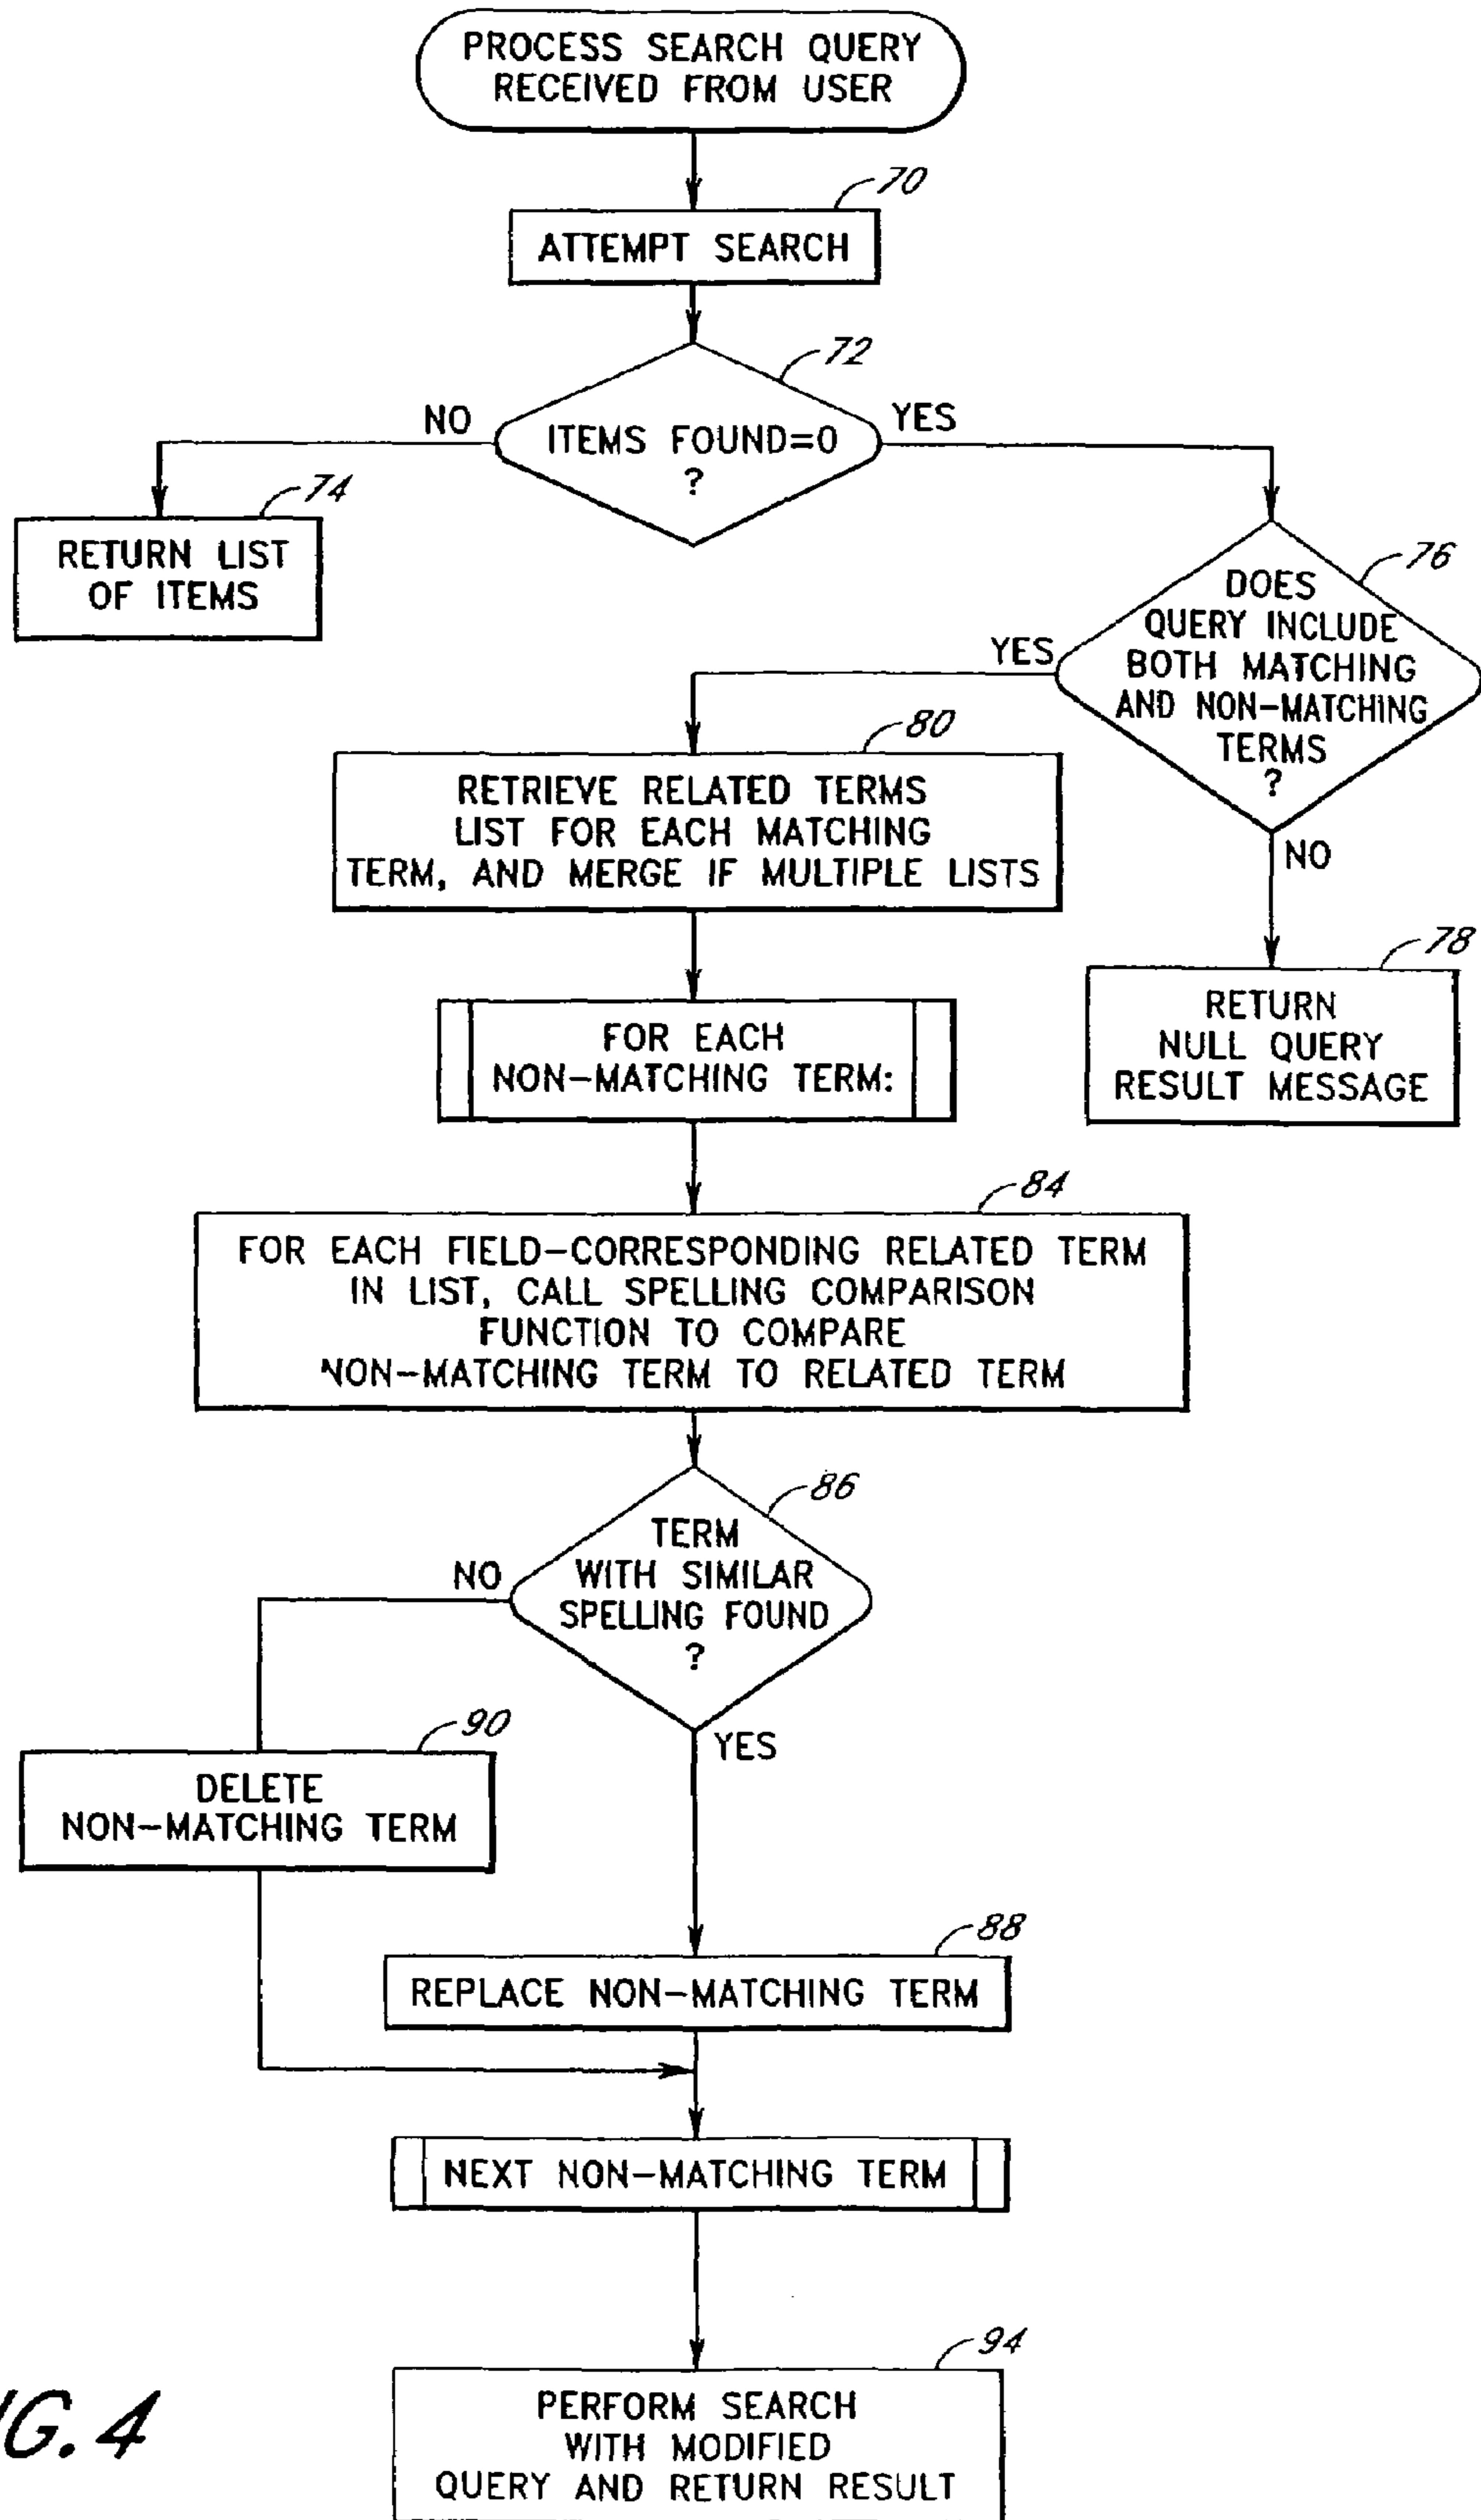 PROCESS SEARCH QUERY
RECEIVED FROM USER
70
ATTEMPT SEARCH
72
NO
YES
ITEMS FOUND=0
?
74
RETURN LIST
OF ITEMS
76
DOES
QUERY INCLUDE
BOTH MATCHING
AND NON-MATCHING
TERMS
?
YES
NO
80
RETRIEVE RELATED TERMS
LIST FOR EACH MATCHING
TERM, AND MERGE IF MULTIPLE LISTS
78
RETURN
NULL QUERY
RESULT MESSAGE
FOR EACH
NON-MATCHING TERM:
84
FOR EACH FIELD-CORRESPONDING RELATED TERM
IN LIST, CALL SPELLING COMPARISON
FUNCTION TO COMPARE
NON-MATCHING TERM TO RELATED TERM
86
TERM
WITH SIMILAR
SPELLING FOUND
?
NO
YES
90
DELETE
NON-MATCHING TERM
88
REPLACE NON-MATCHING TERM
NEXT NON-MATCHING TERM
94
PERFORM SEARCH
WITH MODIFIED
QUERY AND RETURN RESULT
G. 4